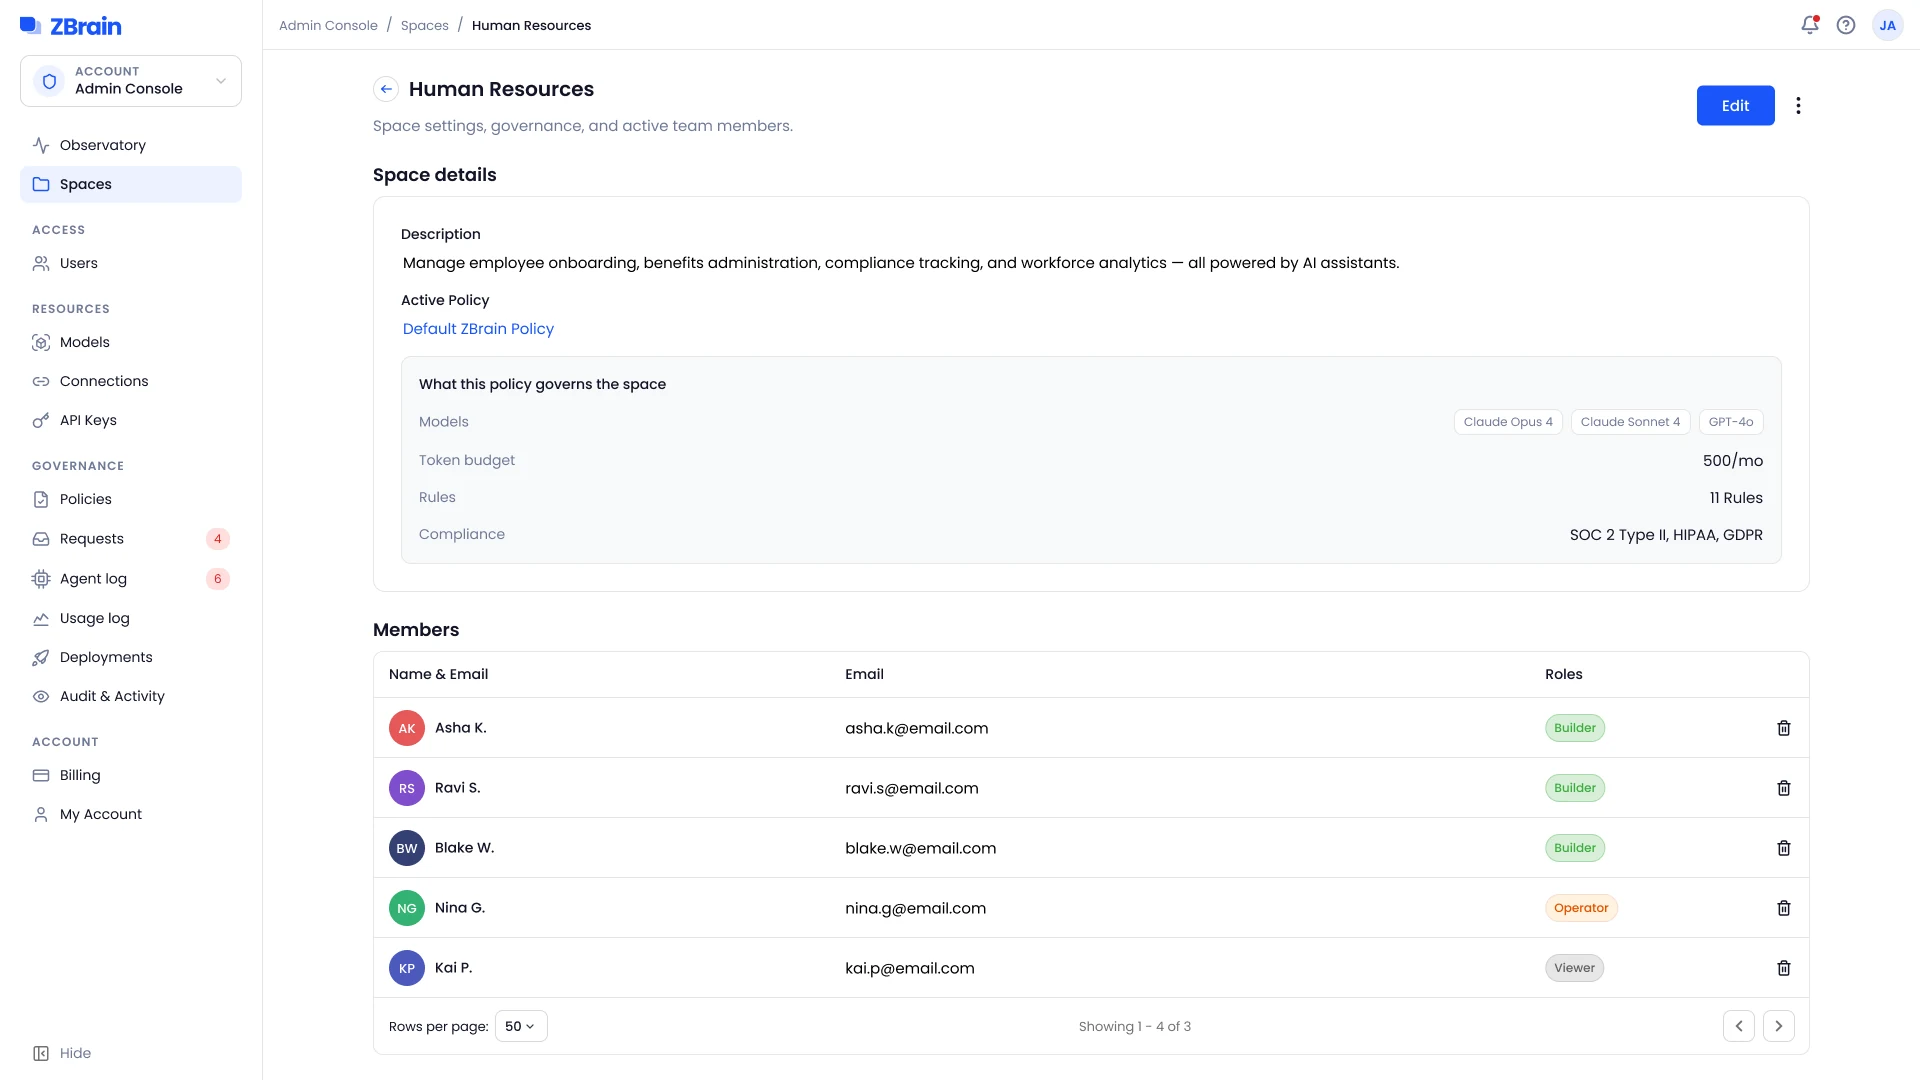 ZBrain
ACCOUNT
Admin Console
Observatory
Spaces
ACCESS
Users
RESOURCES
Models
Connections
API Keys
GOVERNANCE
Policies
Requests 4
Agent log 6
Usage log
Deployments
Audit & Activity
ACCOUNT
Billing
My Account
Hide
Admin Console / Spaces / Human Resources
JA
Human Resources
Space settings, governance, and active team members.
Edit
Space details
Description
Manage employee onboarding, benefits administration, compliance tracking, and workforce analytics — all powered by AI assistants.
Active Policy
Default ZBrain Policy
What this policy governs the space
Models Claude Opus 4 Claude Sonnet 4 GPT-4o
Token budget 500/mo
Rules 11 Rules
Compliance SOC 2 Type II, HIPAA, GDPR
Members
Name & Email Email Roles
AK Asha K. asha.k@email.com Builder
RS Ravi S. ravi.s@email.com Builder
BW Blake W. blake.w@email.com Builder
NG Nina G. nina.g@email.com Operator
KP Kai P. kai.p@email.com Viewer
Rows per page: 50 Showing 1 - 4 of 3